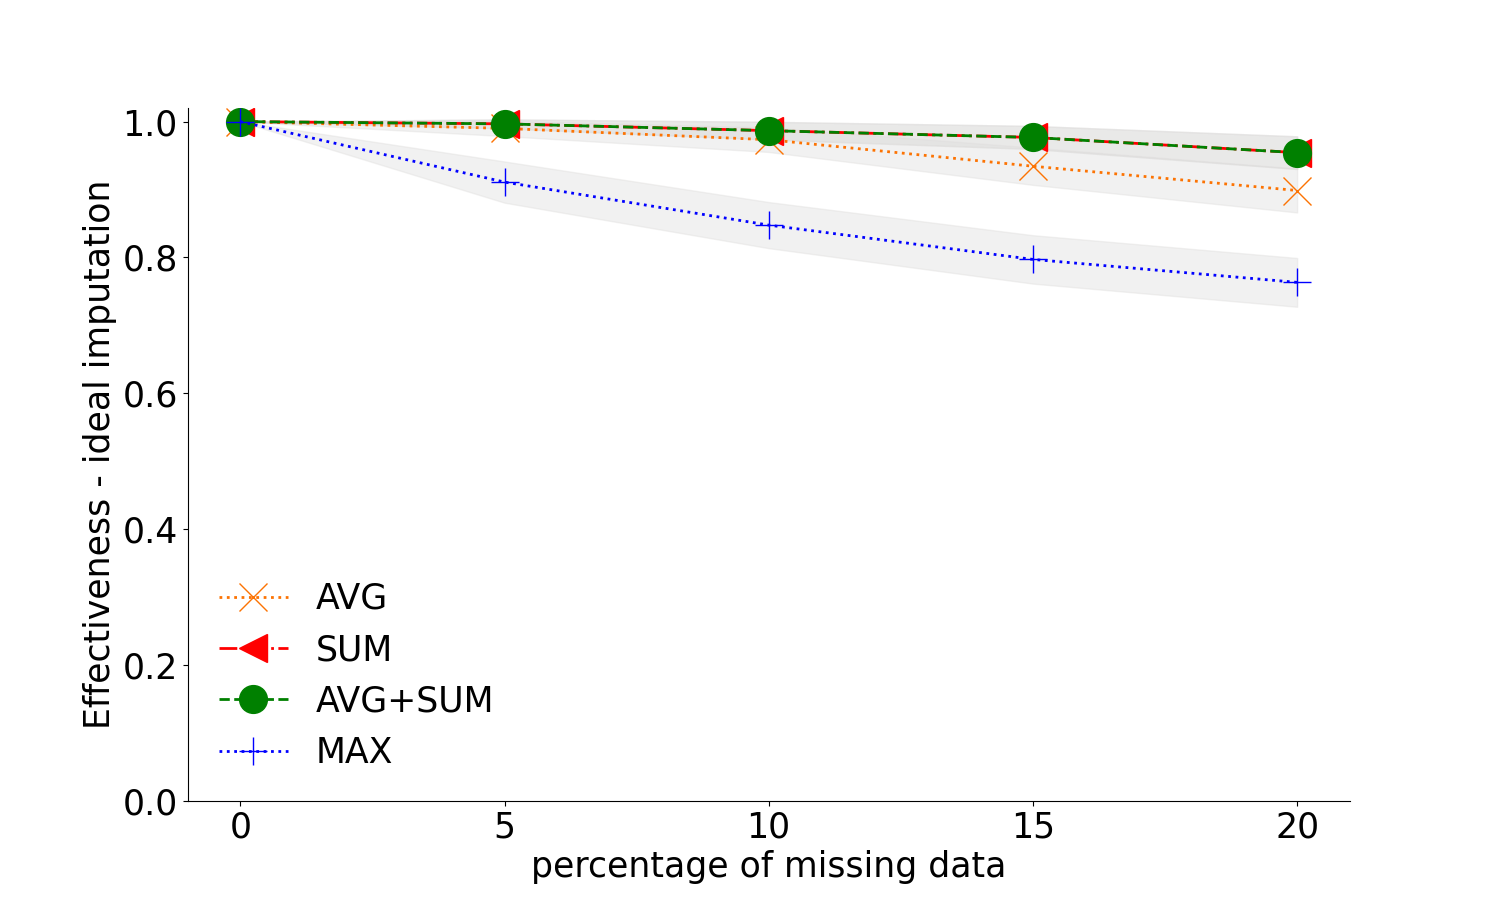 Effectiveness - ideal imputation
1.0
0.8
0.6
0.4
0.2
0.0
AVG
SUM
AVG+SUM
MAX
0 5 10 15 20
percentage of missing data